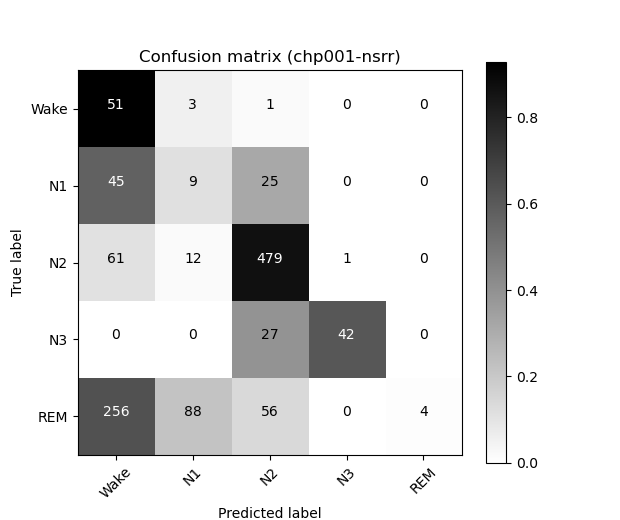 Confusion matrix (chp001-nsrr)
Wake 51 3 1 0 0
N1 45 9 25 0 0
N2 61 12 479 1 0
N3 0 0 27 42 0
REM 256 88 56 0 4
Wake N1 N2 N3 REM
True label
Predicted label
0.8
0.6
0.4
0.2
0.0